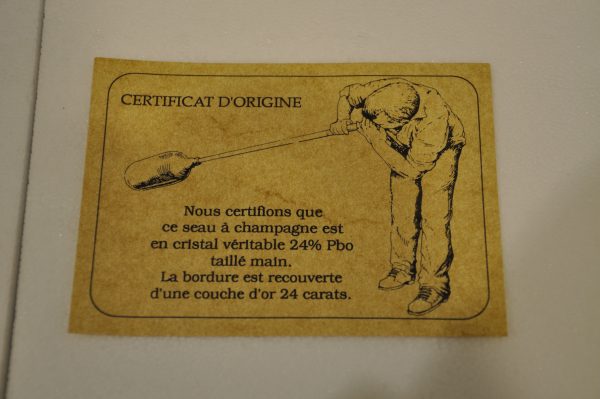 CERTIFICAT D'ORIGINE
Nous certifions que
ce seau à champagne est
en cristal véritable 24% Pbo
taillé main.
La bordure est recouverte
d'une couche d'or 24 carats.